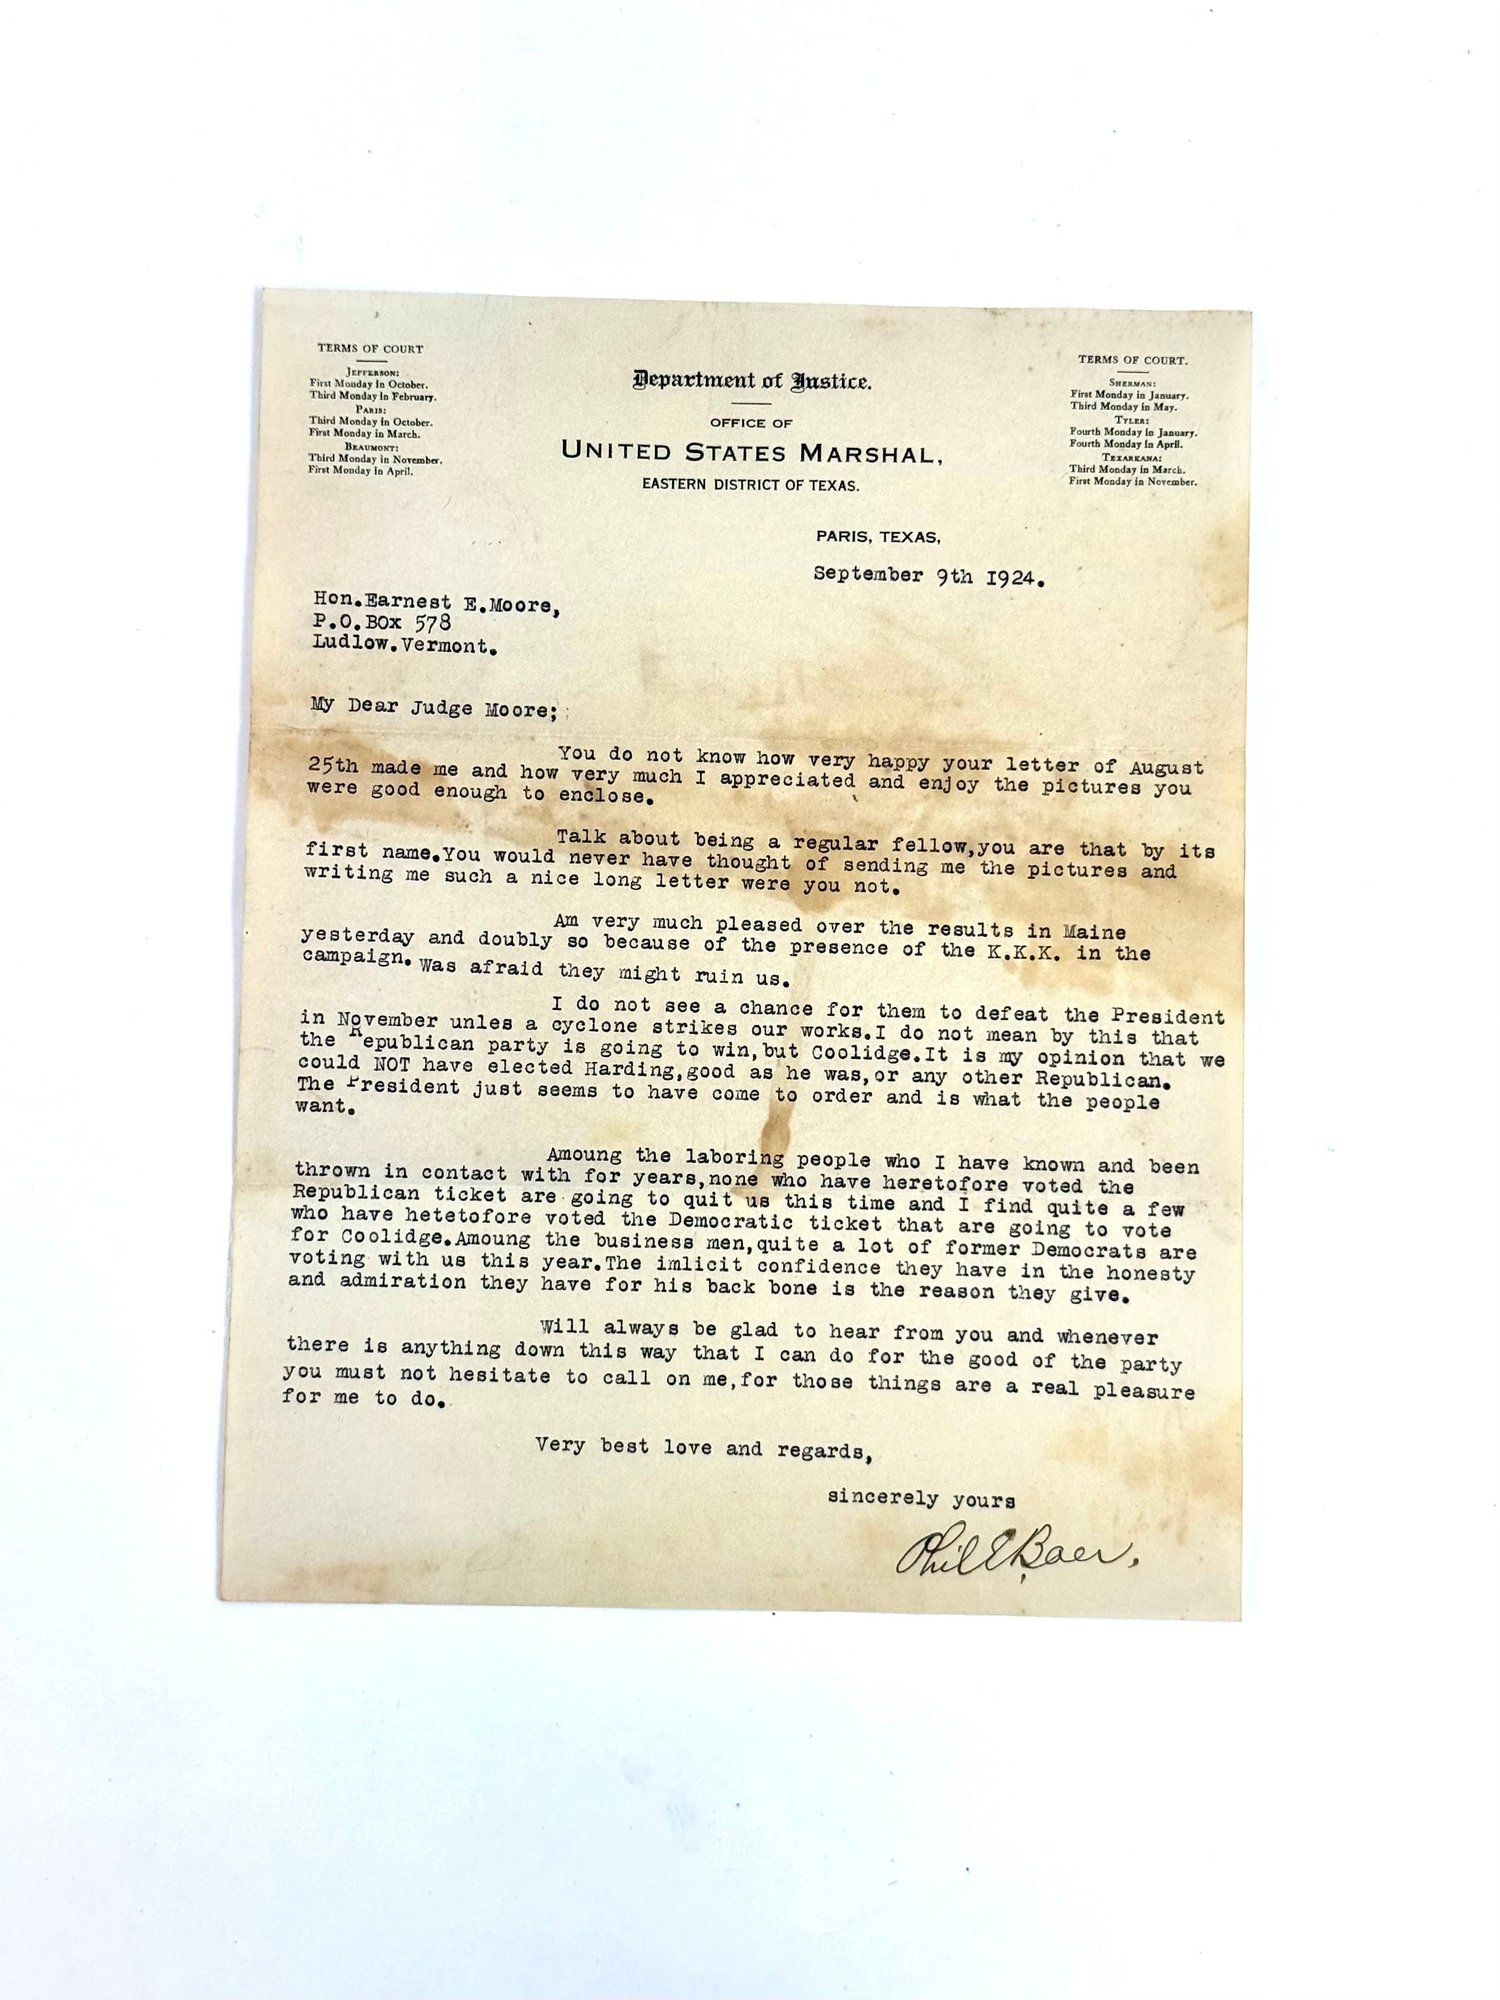 TERMS OF COURT
JEFFERSON:
First Monday in October.
Third Monday in February.
PARIS:
Third Monday in October.
First Monday in March.
BEAUMONT:
Third Monday in November.
First Monday in April.
Department of Justice.
OFFICE OF
UNITED STATES MARSHAL,
EASTERN DISTRICT OF TEXAS.
TERMS OF COURT.
SHERMAN:
First Monday in January.
Third Monday in May.
TYLER:
Fourth Monday in January.
Fourth Monday in April.
TEXARKANA:
Third Monday in March.
First Monday in November.
PARIS, TEXAS,
September 9th 1924.
Hon.Earnest E.Moore,
P.O.BOx 578
Ludlow.Vermont.
My Dear Judge Moore;
You do not know how very happy your letter of August
25th made me and how very much I appreciated and enjoy the pictures you
were good enough to enclose.
Talk about being a regular fellow,you are that by its
first name.You would never have thought of sending me the pictures and
writing me such a nice long letter were you not.
Am very much pleased over the results in Maine
yesterday and doubly so because of the presence of the K.K.K. in the
campaign. Was afraid they might ruin us.
I do not see a chance for them to defeat the President
in November unles a cyclone strikes our works.I do not mean by this that
the Republican party is going to win,but Coolidge.It is my opinion that we
could NOT have elected Harding,good as he was,or any other Republican.
The President just seems to have come to order and is what the people
want.
Amoung the laboring people who I have known and been
thrown in contact with for years,none who have heretofore voted the
Republican ticket are going to quit us this time and I find quite a few
who have hetetofore voted the Democratic ticket that are going to vote
for Coolidge.Amoung the business men,quite a lot of former Democrats are
voting with us this year.The imlicit confidence they have in the honesty
and admiration they have for his back bone is the reason they give.
Will always be glad to hear from you and whenever
there is anything down this way that I can do for the good of the party
you must not hesitate to call on me,for those things are a real pleasure
for me to do.
Very best love and regards,
sincerely yours
Phil E Baer.